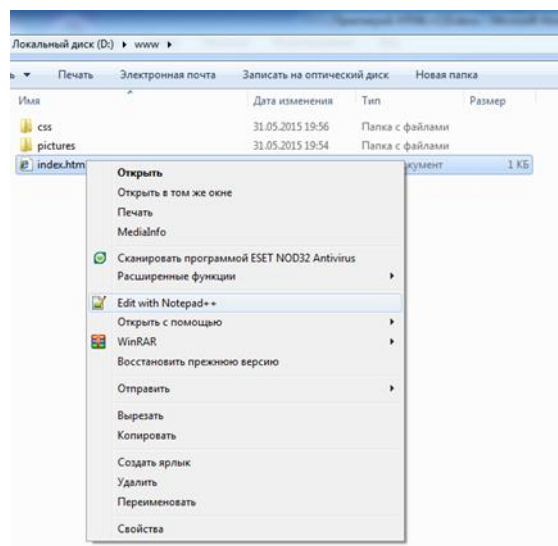 Локальный диск (D:) ▸ www ▸
Печать Электронная почта Записать на оптический диск Новая папка
Имя Дата изменения Тип Размер
css 31.05.2015 19:56 Папка с файлами
pictures 31.05.2015 19:54 Папка с файлами
index.htm 1 КБ
Открыть
Открыть в том же окне
Печать
MediaInfo
Сканировать программой ESET NOD32 Antivirus
Расширенные функции
Edit with Notepad++
Открыть с помощью
WinRAR
Восстановить прежнюю версию
Отправить
Вырезать
Копировать
Создать ярлык
Удалить
Переименовать
Свойства